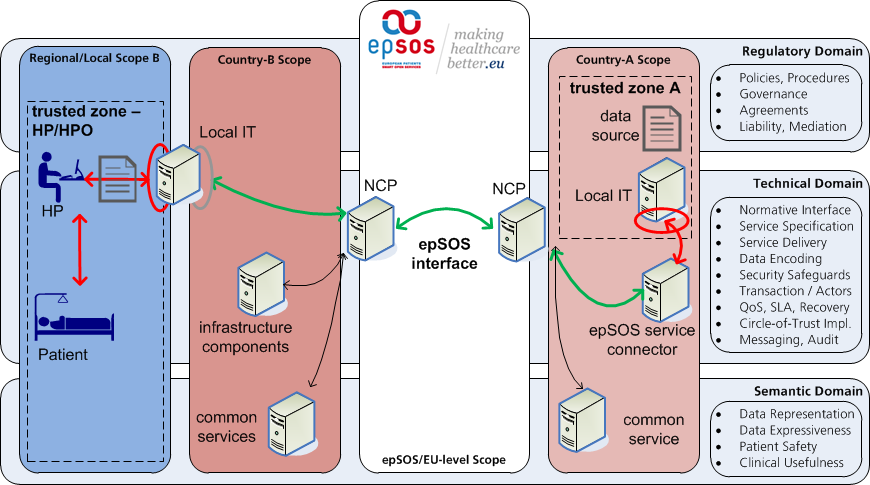 Regional/Local Scope B
trusted zone –
HP/HPO
HP
Patient
Country-B Scope
Local IT
NCP
infrastructure
components
common
services
epSOS
EUROPEAN PATIENTS
SMART OPEN SERVICES
making
healthcare
better.eu
epSOS
interface
epSOS/EU-level Scope
NCP
Country-A Scope
trusted zone A
data
source
Local IT
epSOS service
connector
common
service
Regulatory Domain
• Policies, Procedures
• Governance
• Agreements
• Liability, Mediation
Technical Domain
• Normative Interface
• Service Specification
• Service Delivery
• Data Encoding
• Security Safeguards
• Transaction / Actors
• QoS, SLA, Recovery
• Circle-of-Trust Impl.
• Messaging, Audit
Semantic Domain
• Data Representation
• Data Expressiveness
• Patient Safety
• Clinical Usefulness